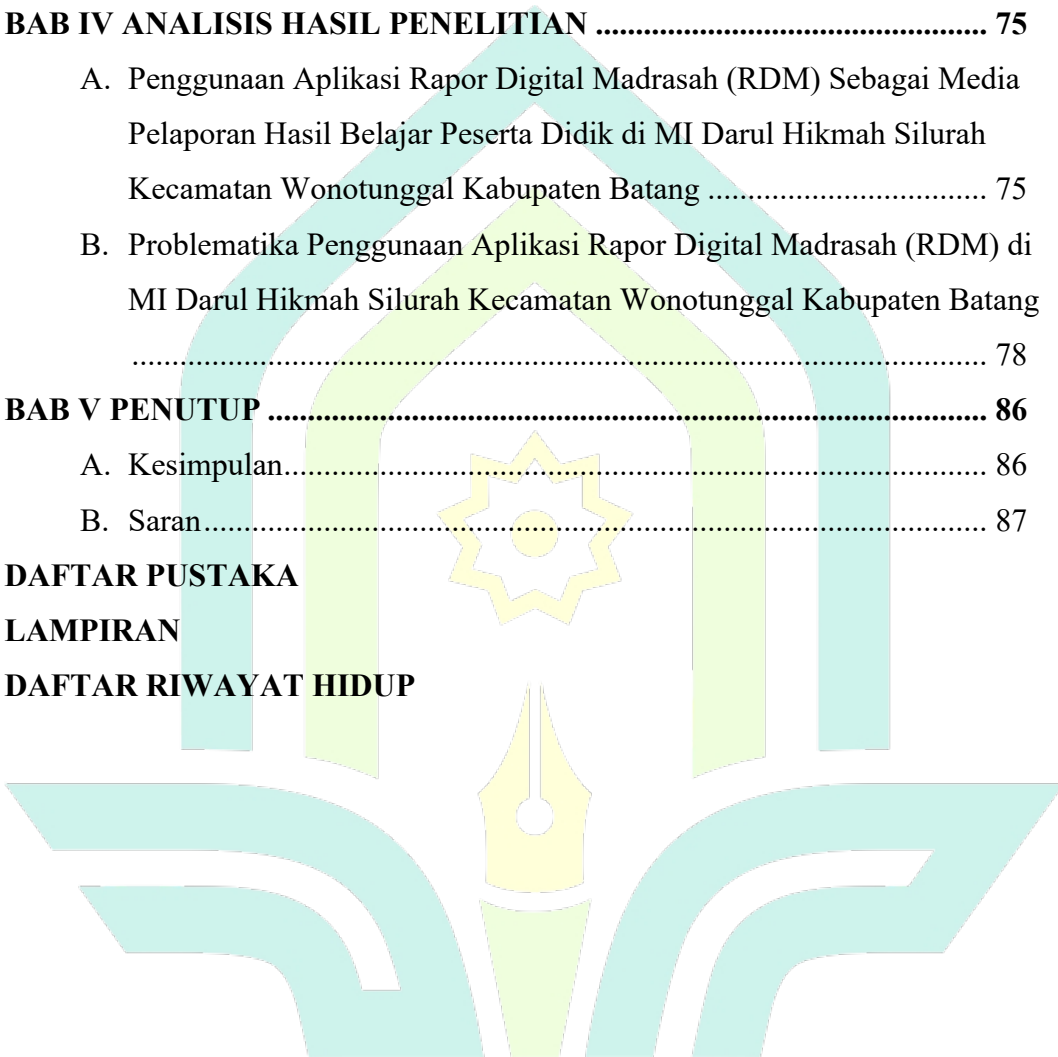 BAB IV ANALISIS HASIL PENELITIAN ................................................ 75
A. Penggunaan Aplikasi Rapor Digital Madrasah (RDM) Sebagai Media
Pelaporan Hasil Belajar Peserta Didik di MI Darul Hikmah Silurah
Kecamatan Wonotunggal Kabupaten Batang .................................. 75
B. Problematika Penggunaan Aplikasi Rapor Digital Madrasah (RDM) di
MI Darul Hikmah Silurah Kecamatan Wonotunggal Kabupaten Batang
......................................................................................................... 78
BAB V PENUTUP ........................................................................................ 86
A. Kesimpulan...................................................................................... 86
B. Saran................................................................................................ 87
DAFTAR PUSTAKA
LAMPIRAN
DAFTAR RIWAYAT HIDUP